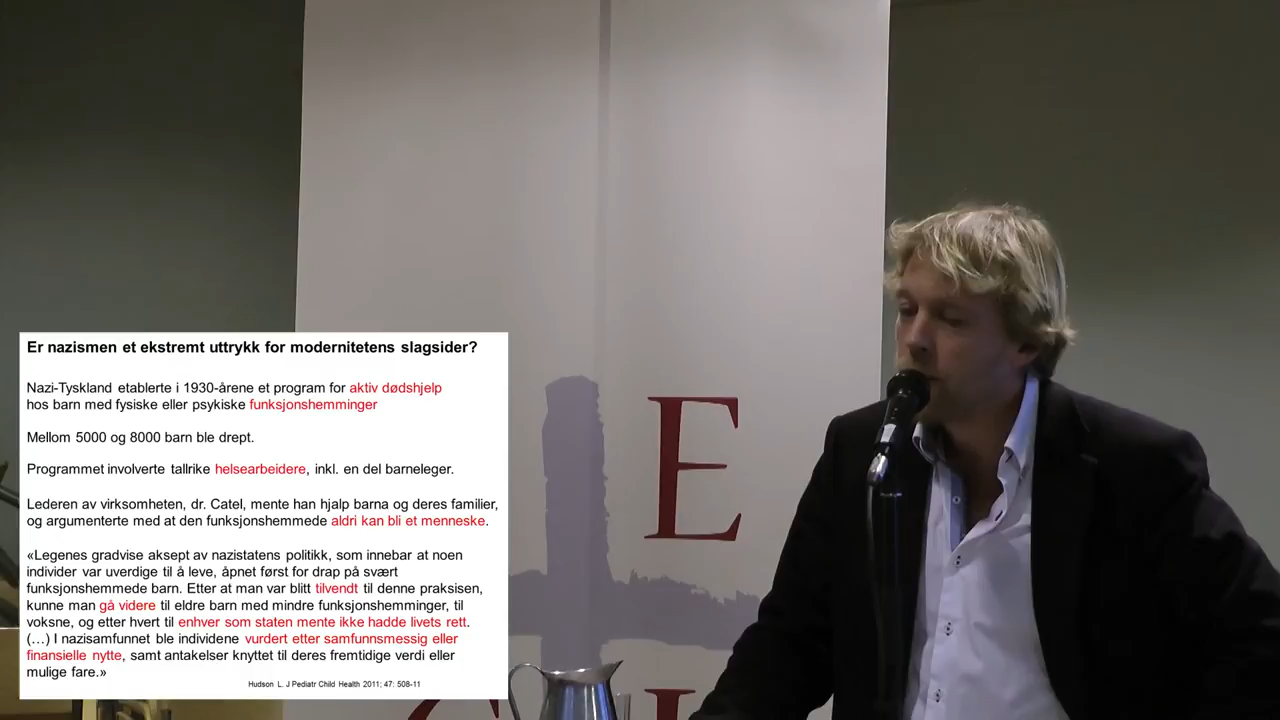 Er nazismen et ekstremt uttrykk for modernitetens slagsider?
Nazi-Tyskland etablerte i 1930-årene et program for aktiv dødshjelp
hos barn med fysiske eller psykiske funksjonshemminger
Mellom 5000 og 8000 barn ble drept.
Programmet involverte tallrike helsearbeidere, inkl. en del barneleger.
Lederen av virksomheten, dr. Catel, mente han hjalp barna og deres familier,
og argumenterte med at den funksjonshemmede aldri kan bli et menneske.
«Legenes gradvise aksept av nazistatens politikk, som innebar at noen
individer var uverdige til å leve, åpnet først for drap på svært
funksjonshemmede barn. Etter at man var blitt tilvendt til denne praksisen,
kunne man gå videre til eldre barn med mindre funksjonshemminger, til
voksne, og etter hvert til enhver som staten mente ikke hadde livets rett.
(…) I nazisamfunnet ble individene vurdert etter samfunnsmessig eller
finansielle nytte, samt antakelser knyttet til deres fremtidige verdi eller
mulige fare.»
Hudson L. J Pediatr Child Health 2011; 47: 508-11
E